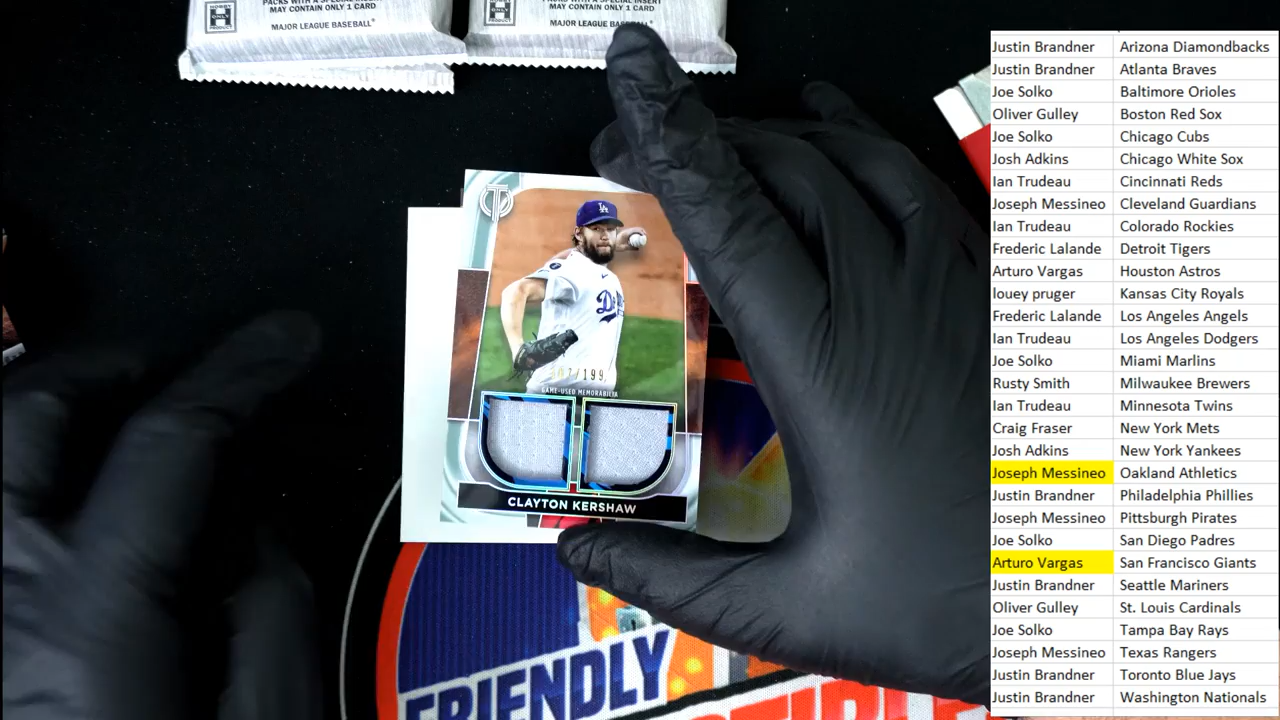 PACKS WITH A SPECIAL INSERT
MAY CONTAIN ONLY 1 CARD
MAJOR LEAGUE BASEBALL®
HOBBY
H ONLY
PRODUCT
MAY CONTAIN ONLY 1 CARD
MAJOR LEAGUE BASEBALL®
LA
/199
GAME-USED MEMORABILIA
CLAYTON KERSHAW
FRIENDLY
Justin Brandner Arizona Diamondbacks
Justin Brandner Atlanta Braves
Joe Solko Baltimore Orioles
Oliver Gulley Boston Red Sox
Joe Solko Chicago Cubs
Josh Adkins Chicago White Sox
Ian Trudeau Cincinnati Reds
Joseph Messineo Cleveland Guardians
Ian Trudeau Colorado Rockies
Frederic Lalande Detroit Tigers
Arturo Vargas Houston Astros
louey pruger Kansas City Royals
Frederic Lalande Los Angeles Angels
Ian Trudeau Los Angeles Dodgers
Joe Solko Miami Marlins
Rusty Smith Milwaukee Brewers
Ian Trudeau Minnesota Twins
Craig Fraser New York Mets
Josh Adkins New York Yankees
Joseph Messineo Oakland Athletics
Justin Brandner Philadelphia Phillies
Joseph Messineo Pittsburgh Pirates
Joe Solko San Diego Padres
Arturo Vargas San Francisco Giants
Justin Brandner Seattle Mariners
Oliver Gulley St. Louis Cardinals
Joe Solko Tampa Bay Rays
Joseph Messineo Texas Rangers
Justin Brandner Toronto Blue Jays
Justin Brandner Washington Nationals